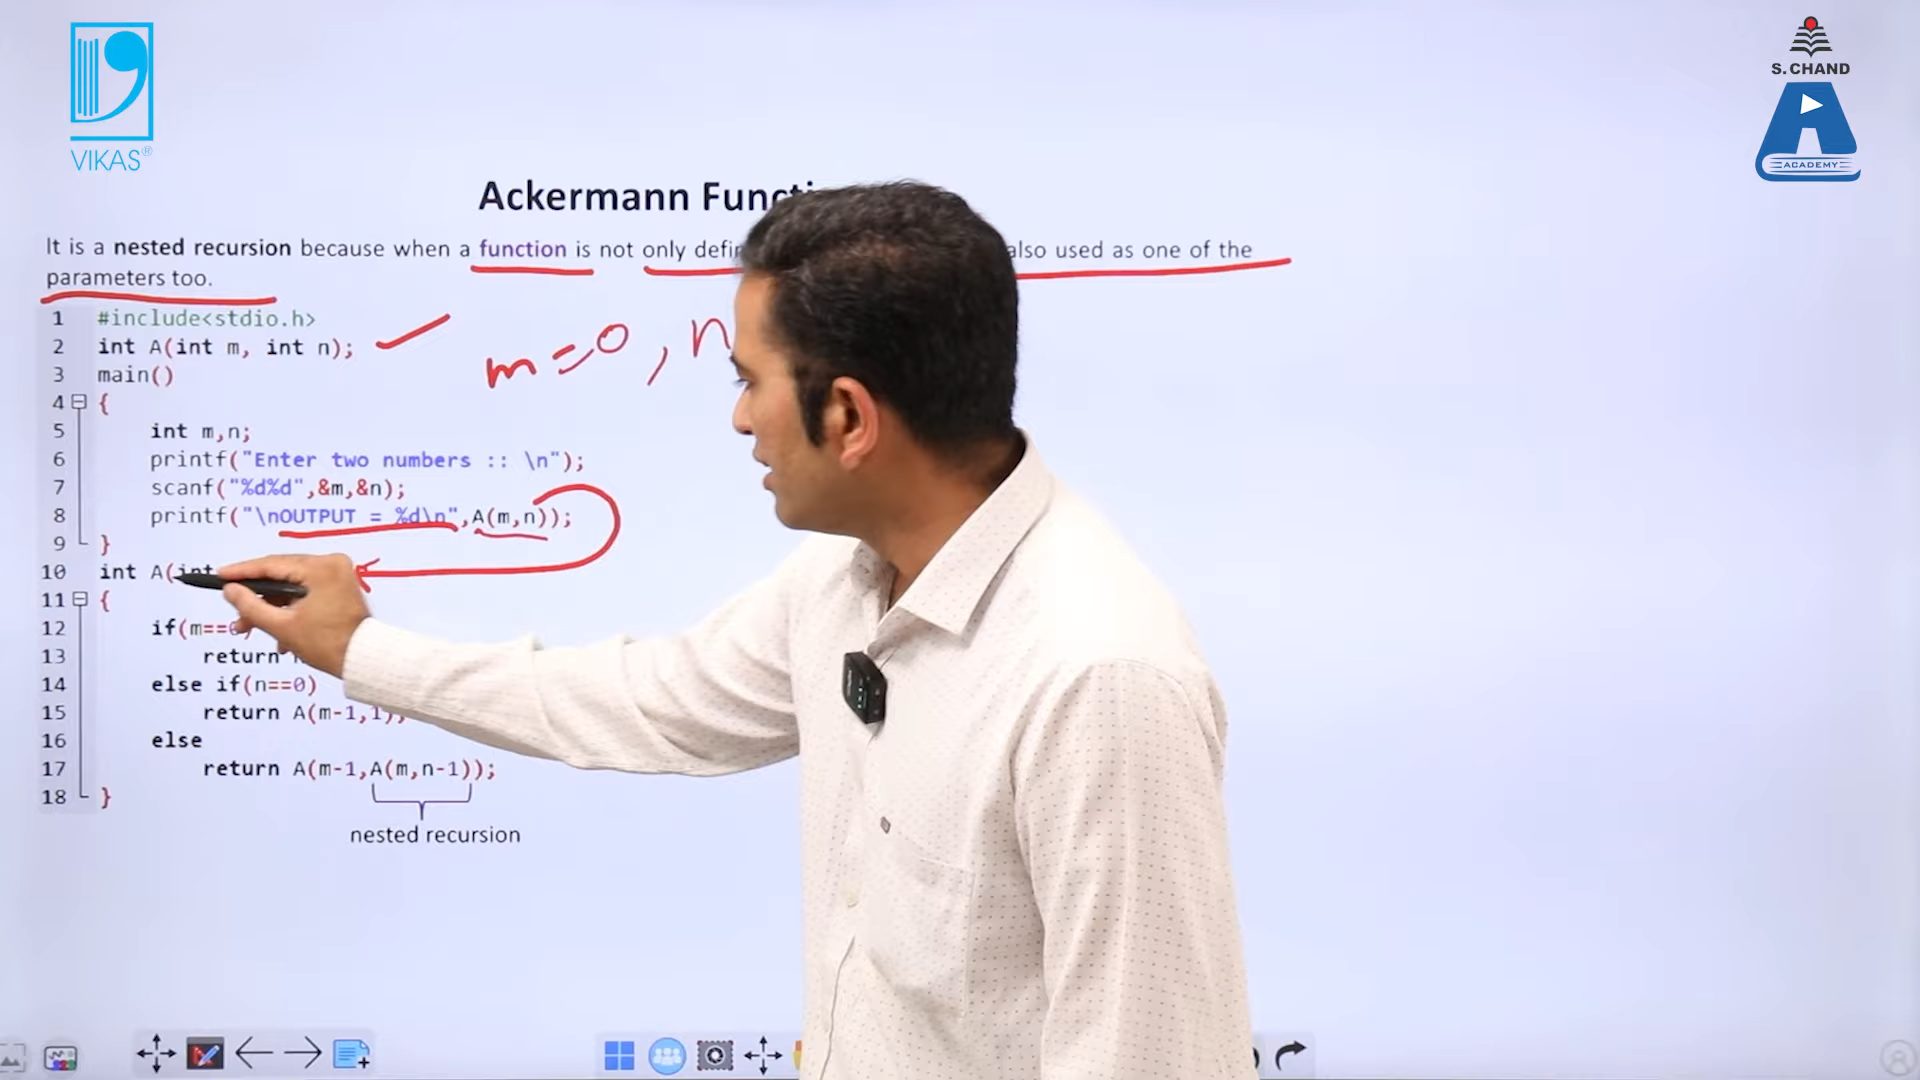 VIKAS®
S. CHAND
ACADEMY
Ackermann
It is a nested recursion because when a function is not only also used as one of the
parameters too.
m=0, n
1 #include<stdio.h>
2 int A(int m, int n);
3 main()
4 {
5 int m,n;
6 printf("Enter two numbers :: \n");
7 scanf("%d%d",&m,&n);
8 printf("\nOUTPUT = %d\n",A(m,n));
9 }
10 int A(int
11 {
12 if(m==0)
13 return
14 else if(n==0)
15 return A(m-1,1);
16 else
17 return A(m-1,A(m,n-1));
18 }
nested recursion